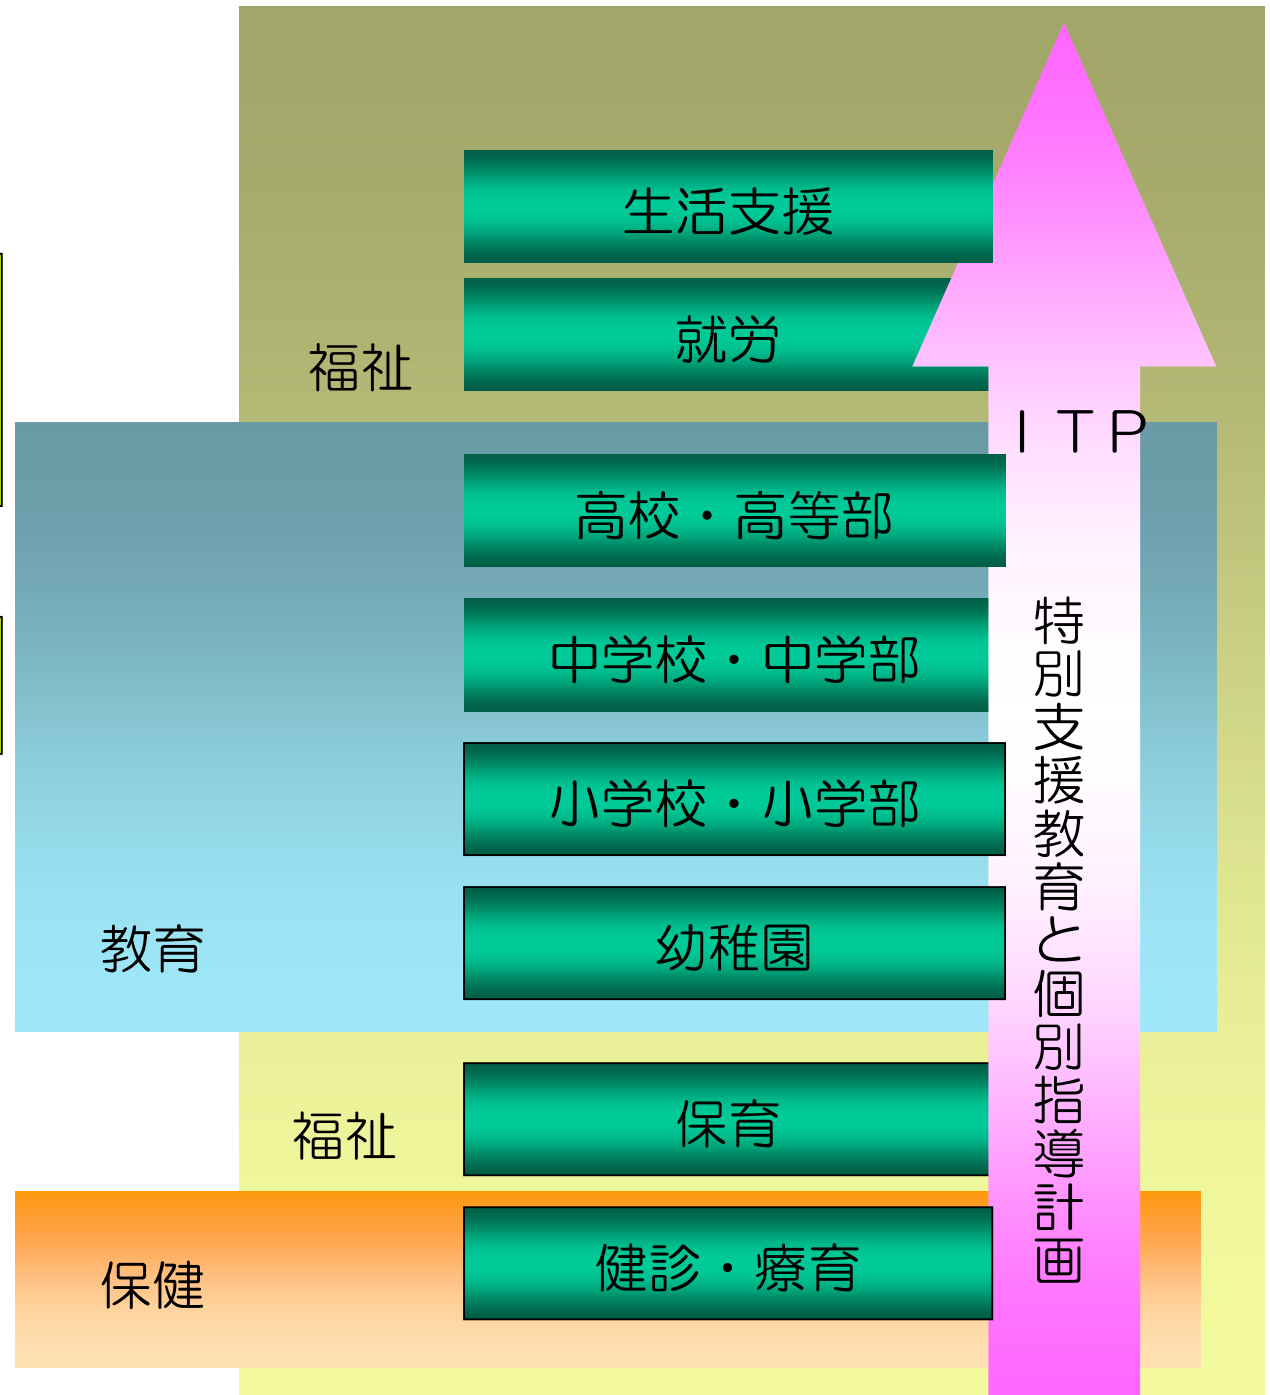 生活支援
就労
福祉
ITP
高校・高等部
中学校・中学部
小学校・小学部
幼稚園
教育
特別支援教育と個別指導計画
保育
福祉
健診・療育
保健